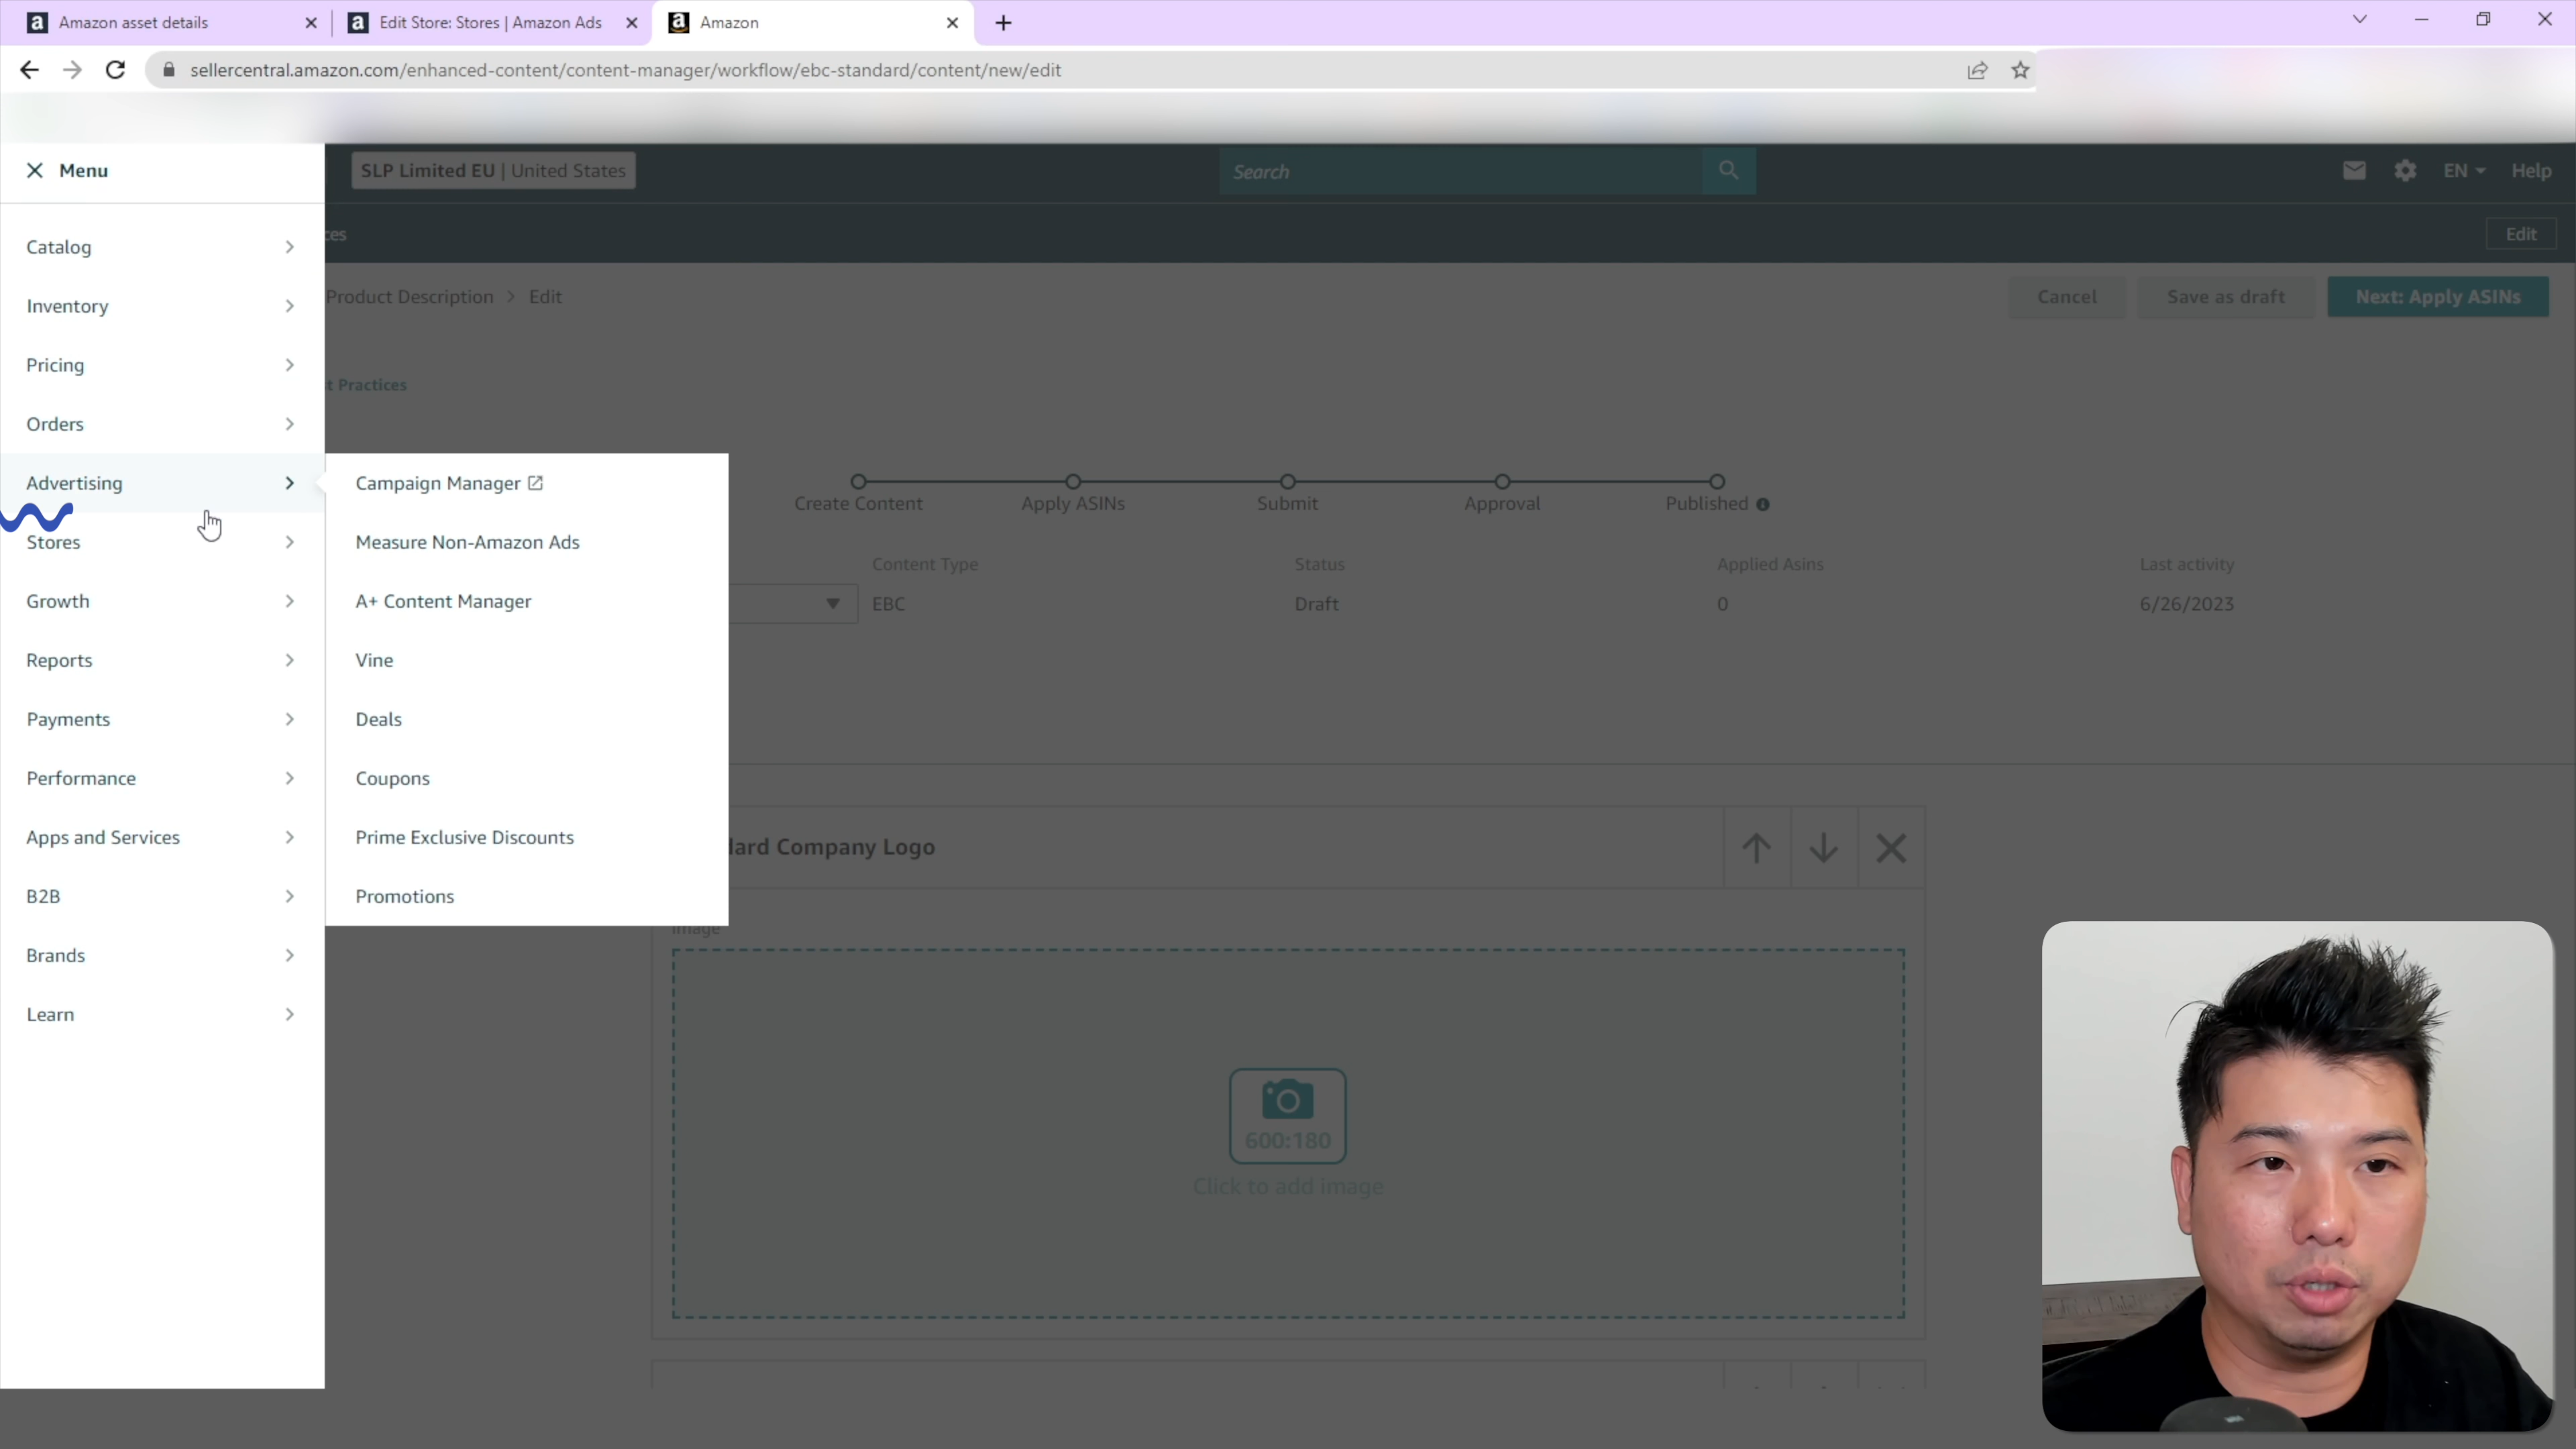 Amazon asset details
Edit Store: Stores | Amazon Ads
Amazon
sellercentral.amazon.com/enhanced-content/content-manager/workflow/ebc-standard/content/new/edit
Menu
SLP Limited EU | United States
Search
EN
Help
ces
Edit
Catalog
Inventory
Pricing
Orders
Advertising
Stores
Growth
Reports
Payments
Performance
Apps and Services
B2B
Brands
Learn
Campaign Manager
Measure Non-Amazon Ads
A+ Content Manager
Vine
Deals
Coupons
Prime Exclusive Discounts
Promotions
Product Description > Edit
Cancel
Save as draft
Next: Apply ASINs
t Practices
Create Content
Apply ASINs
Submit
Approval
Published
Content Type
Status
Applied Asins
Last activity
EBC
Draft
0
6/26/2023
dard Company Logo
Image
600:180
Click to add image